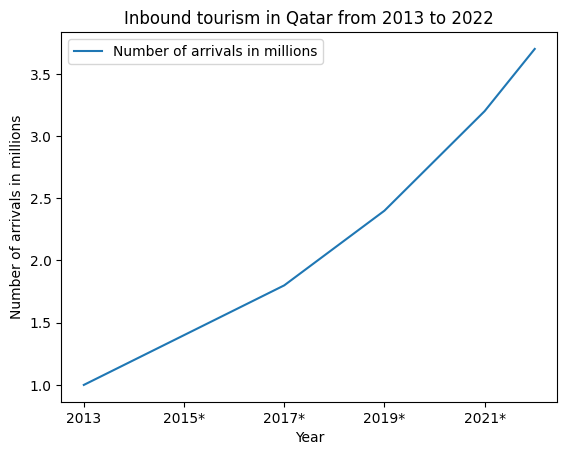 Inbound tourism in Qatar from 2013 to 2022
Number of arrivals in millions
Number of arrivals in millions
3.5
3.0
2.5
2.0
1.5
1.0
2013 2015* 2017* 2019* 2021*
Year